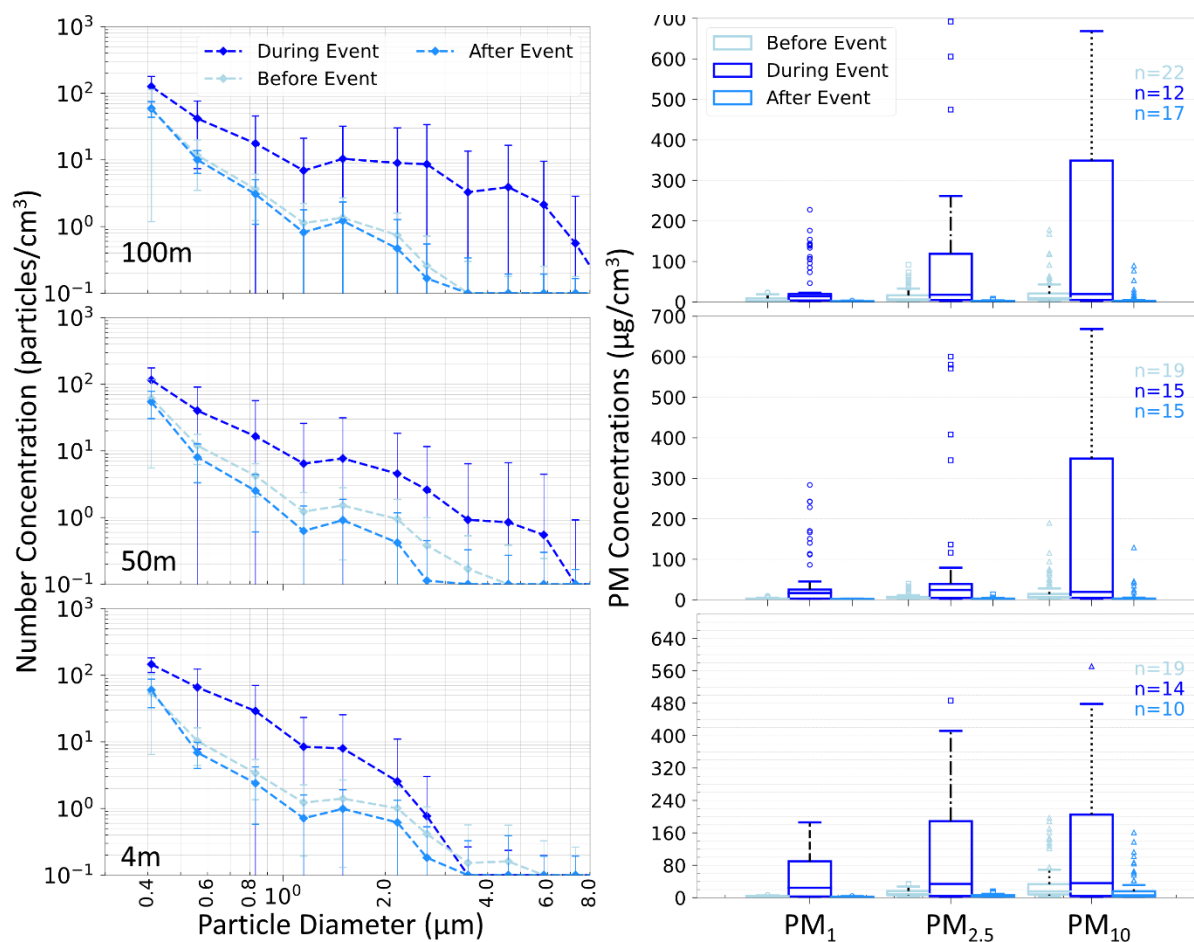 Number Concentration (particles/cm³)
10³
10²
10¹
10⁰
10⁻¹
During Event
Before Event
After Event
100m
10³
10²
10¹
10⁰
10⁻¹
50m
10³
10²
10¹
10⁰
10⁻¹
4m
0.4
0.6
0.8
10⁰
2.0
4.0
6.0
8.0
Particle Diameter (μm)
PM Concentrations (μg/cm³)
700
600
500
400
300
200
100
0
Before Event
During Event
After Event
n=22
n=12
n=17
700
600
500
400
300
200
100
0
n=19
n=15
n=15
640
560
480
400
320
240
160
80
0
n=19
n=14
n=10
PM₁
PM₂.₅
PM₁₀